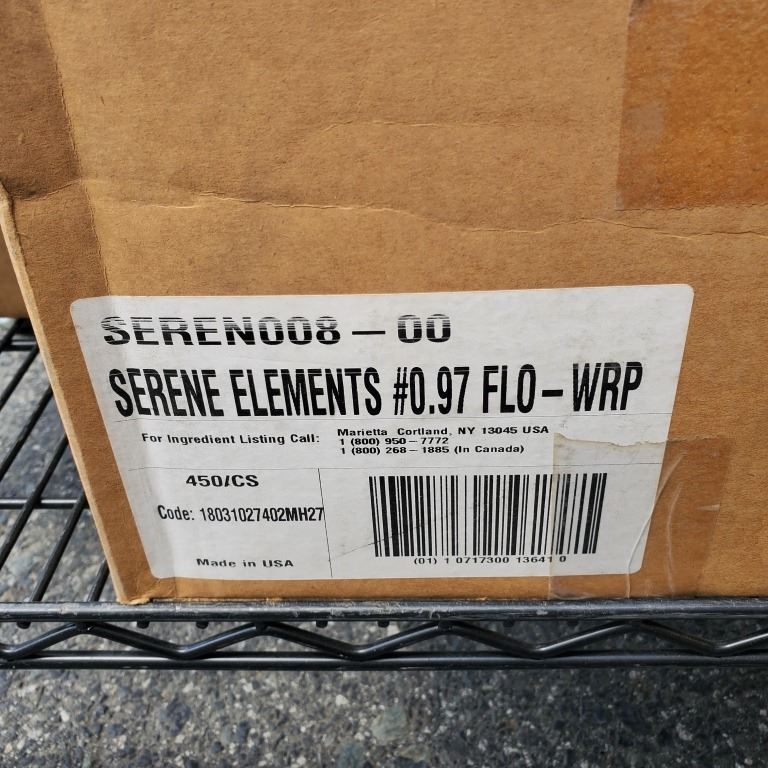 SEREN008 – 00
SERENE ELEMENTS #0.97 FLO – WRP
For Ingredient Listing Call: Marietta Cortland, NY 13045 USA
1 (800) 950 – 7772
1 (800) 268 – 1885 (In Canada)
450/CS
Code: 18031027402MH27
Made in USA
(01) 1 0717300 13641 0